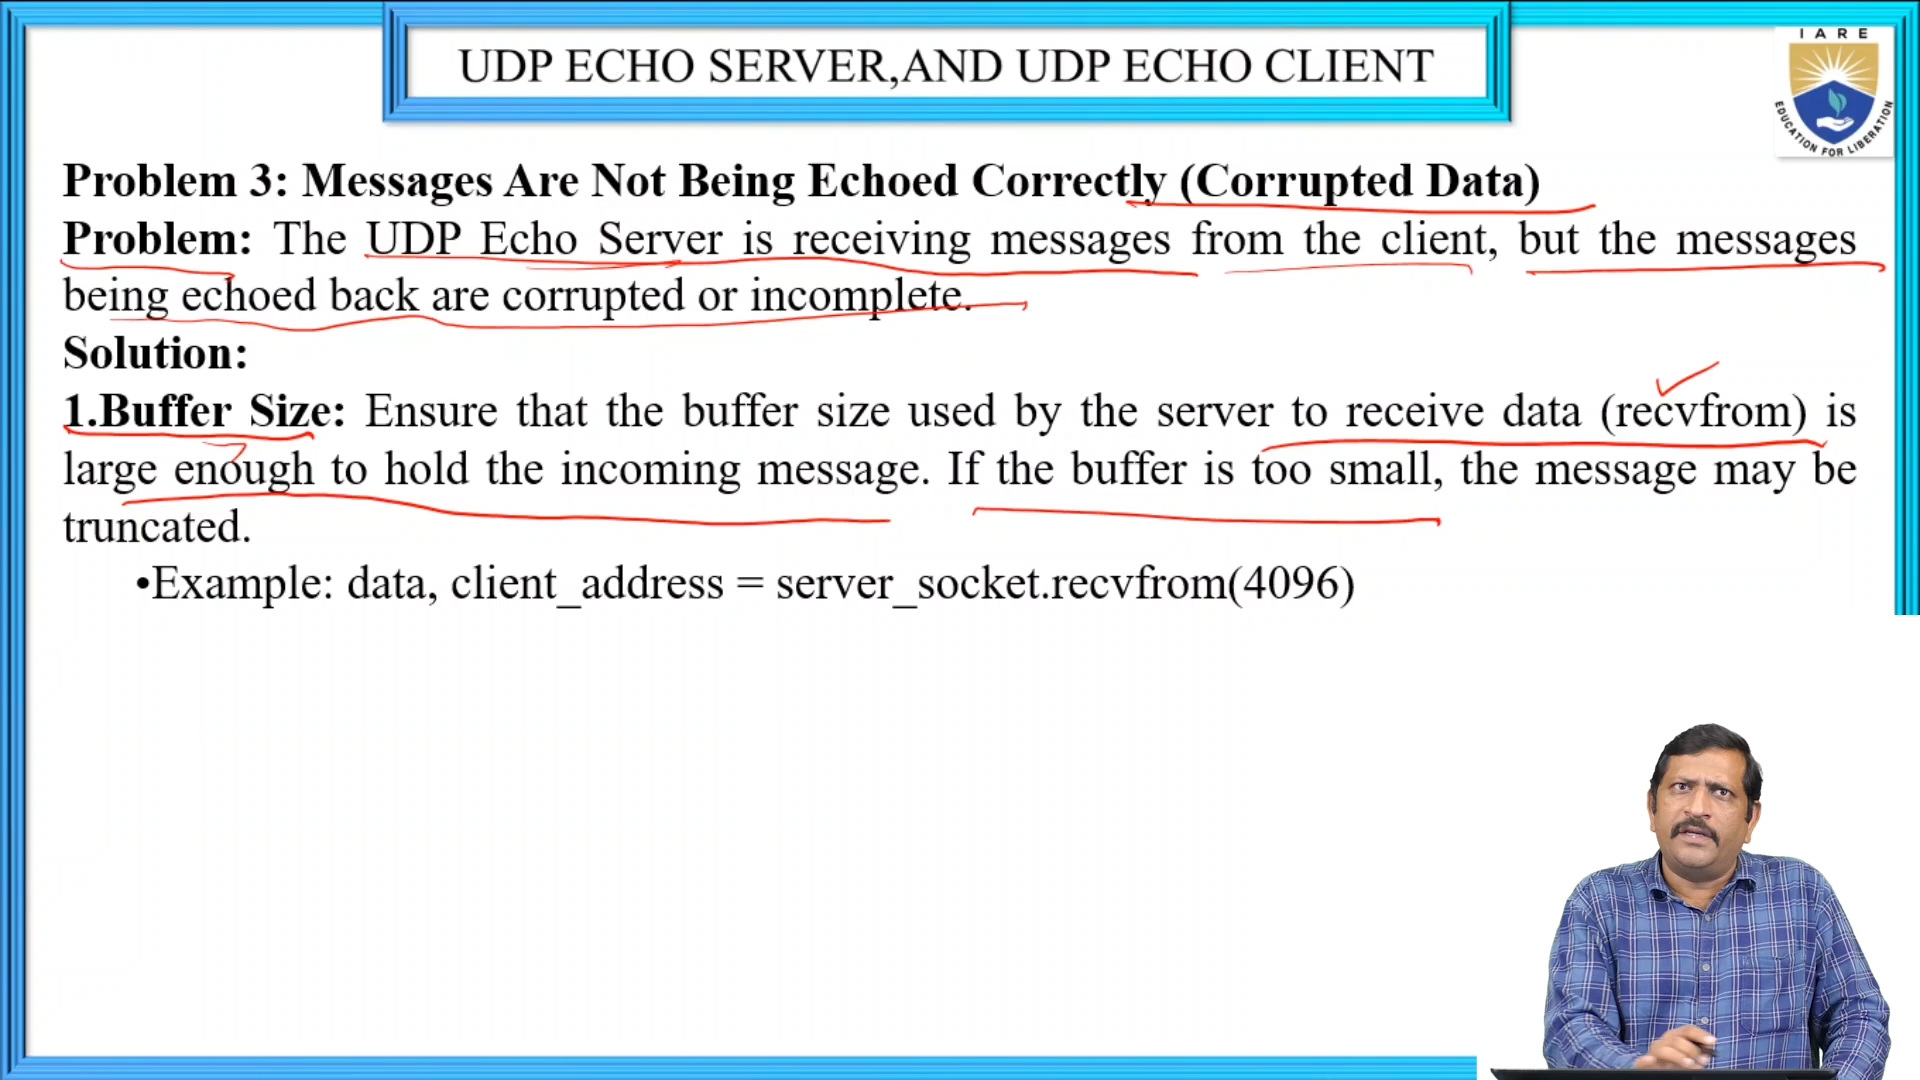 UDP ECHO SERVER,AND UDP ECHO CLIENT
IARE
EDUCATION FOR LIBERATION
Problem 3: Messages Are Not Being Echoed Correctly (Corrupted Data)
Problem: The UDP Echo Server is receiving messages from the client, but the messages
being echoed back are corrupted or incomplete.
Solution:
1.Buffer Size: Ensure that the buffer size used by the server to receive data (recvfrom) is
large enough to hold the incoming message. If the buffer is too small, the message may be
truncated.
•Example: data, client_address = server_socket.recvfrom(4096)